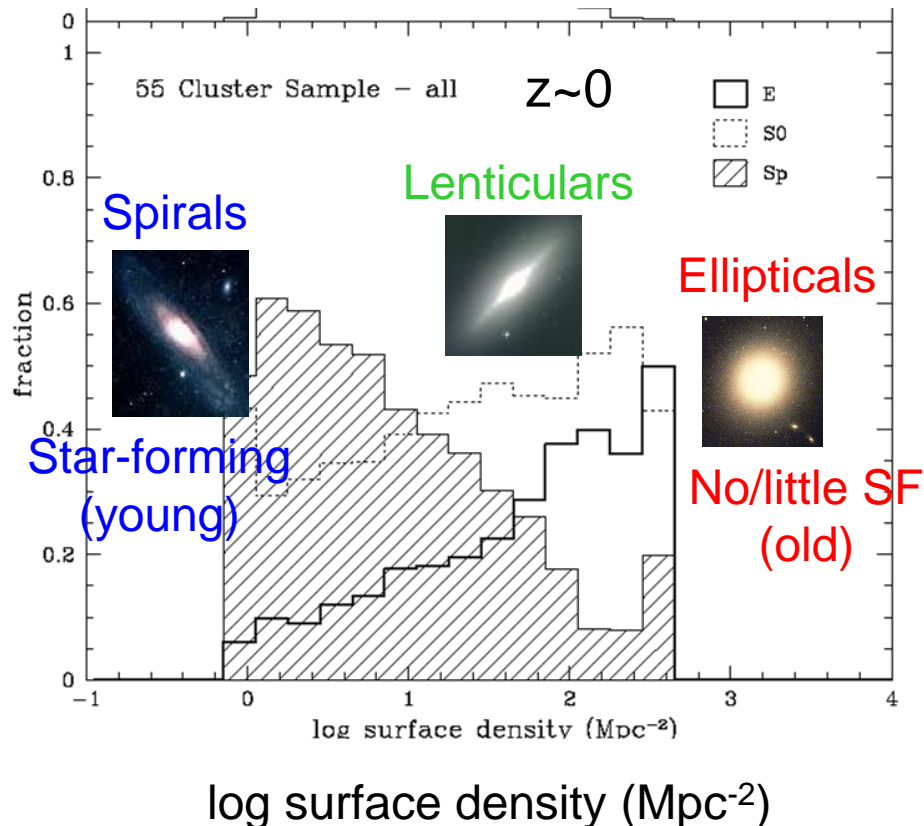 0
1
55 Cluster Sample – all
z~0
E
S0
Sp
0.8
Lenticulars
Spirals
Ellipticals
0.6
fraction
0.4
Star-forming
(young)
No/little SF
(old)
0.2
0
-1
0
1
2
3
4
log surface density (Mpc⁻²)
log surface density (Mpc⁻²)